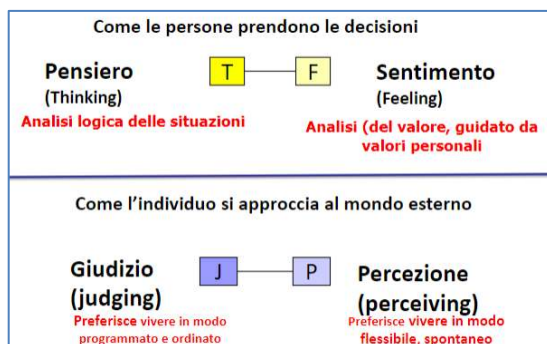 Come le persone prendono le decisioni
Pensiero
(Thinking)
T
F
Sentimento
(Feeling)
Analisi logica delle situazioni
Analisi (del valore, guidato da
valori personali
Come l'individuo si approccia al mondo esterno
Giudizio
(judging)
J
P
Percezione
(perceiving)
Preferisce vivere in modo
programmato e ordinato
Preferisce vivere in modo
flessibile, spontaneo